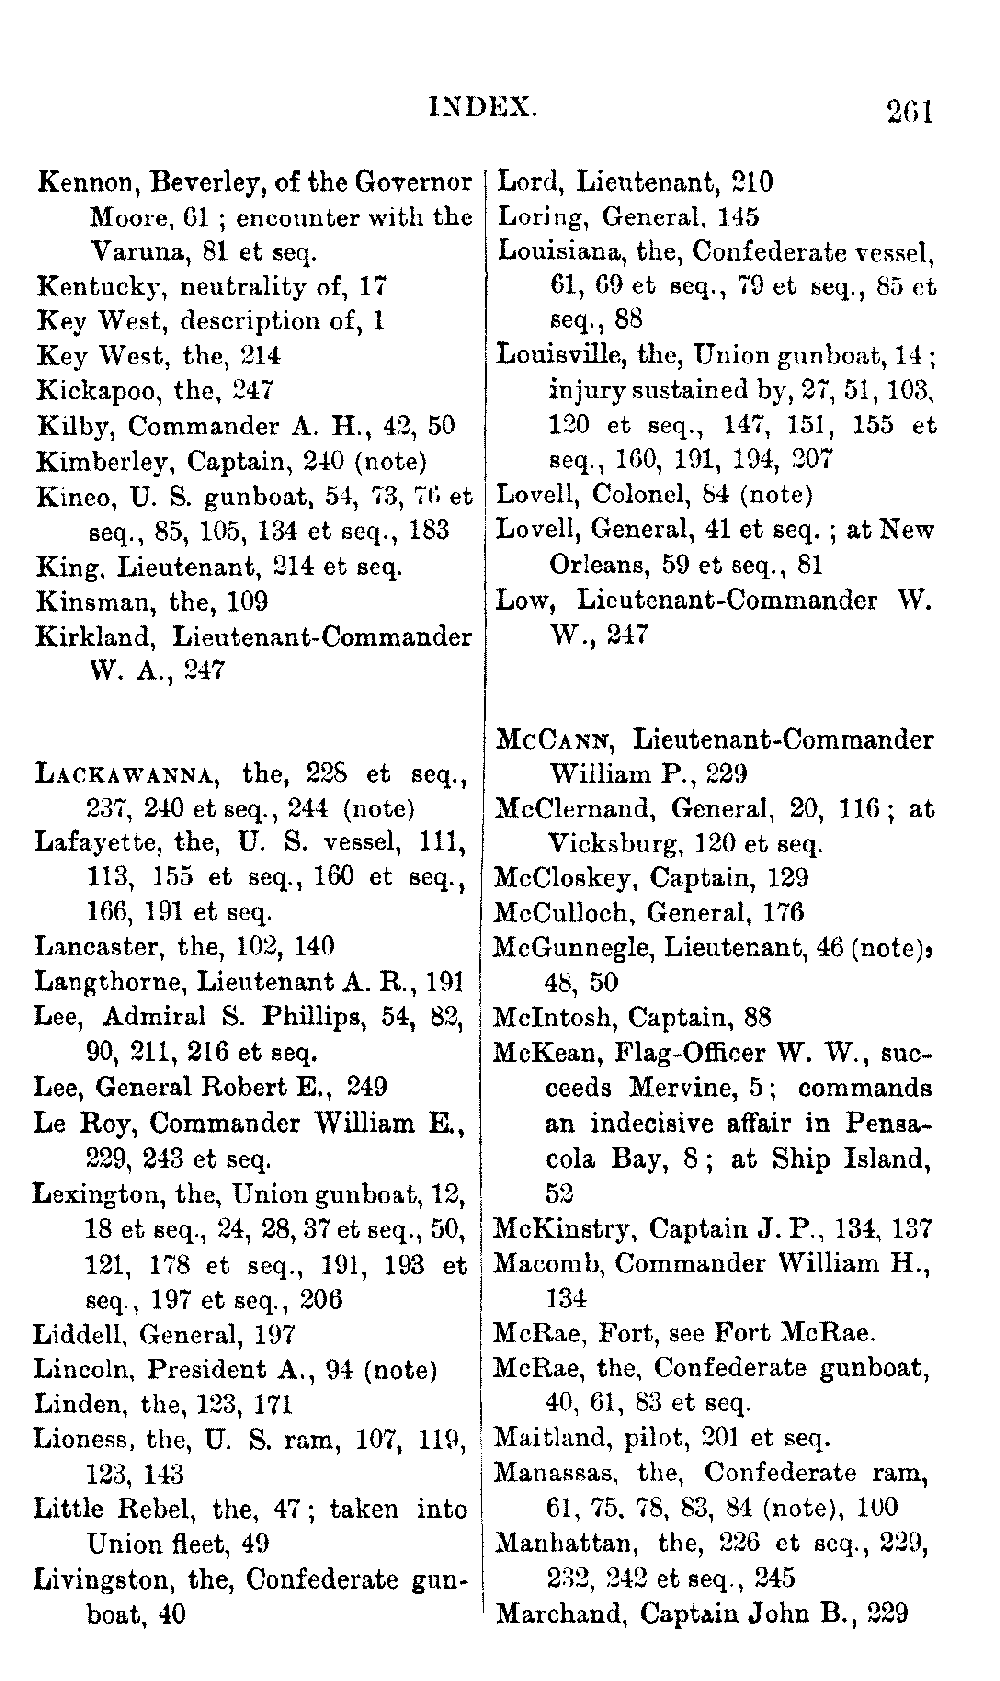 INDEX. 261
Kennon, Beverley, of the Governor
Moore, 61 ; encounter with the
Varuna, 81 et seq.
Kentucky, neutrality of, 17
Key West, description of, 1
Key West, the, 214
Kickapoo, the, 247
Kilby, Commander A. H., 42, 50
Kimberley, Captain, 240 (note)
Kineo, U. S. gunboat, 54, 73, 76 et
seq., 85, 105, 134 et seq., 183
King, Lieutenant, 214 et seq.
Kinsman, the, 109
Kirkland, Lieutenant-Commander
W. A., 247
LACKAWANNA, the, 228 et seq.,
237, 240 et seq., 244 (note)
Lafayette, the, U. S. vessel, 111,
113, 155 et seq., 160 et seq.,
166, 191 et seq.
Lancaster, the, 102, 140
Langthorne, Lieutenant A. R., 191
Lee, Admiral S. Phillips, 54, 82,
90, 211, 216 et seq.
Lee, General Robert E., 249
Le Roy, Commander William E.,
229, 243 et seq.
Lexington, the, Union gunboat, 12,
18 et seq., 24, 28, 37 et seq., 50,
121, 178 et seq., 191, 193 et
seq., 197 et seq., 206
Liddell, General, 197
Lincoln, President A., 94 (note)
Linden, the, 123, 171
Lioness, the, U. S. ram, 107, 119,
123, 143
Little Rebel, the, 47 ; taken into
Union fleet, 49
Livingston, the, Confederate gun-
boat, 40
Lord, Lieutenant, 210
Loring, General, 145
Louisiana, the, Confederate vessel,
61, 69 et seq., 79 et seq., 85 et
seq., 88
Louisville, the, Union gunboat, 14 ;
injury sustained by, 27, 51, 103,
120 et seq., 147, 151, 155 et
seq., 160, 191, 194, 207
Lovell, Colonel, 84 (note)
Lovell, General, 41 et seq. ; at New
Orleans, 59 et seq., 81
Low, Lieutenant-Commander W.
W., 247
MCCANN, Lieutenant-Commander
William P., 229
McClernand, General, 20, 116 ; at
Vicksburg, 120 et seq.
McCloskey, Captain, 129
McCulloch, General, 176
McGunnegle, Lieutenant, 46 (note),
48, 50
McIntosh, Captain, 88
McKean, Flag-Officer W. W., suc-
ceeds Mervine, 5 ; commands
an indecisive affair in Pensa-
cola Bay, 8 ; at Ship Island,
52
McKinstry, Captain J. P., 134, 137
Macomb, Commander William H.,
134
McRae, Fort, see Fort McRae.
McRae, the, Confederate gunboat,
40, 61, 83 et seq.
Maitland, pilot, 201 et seq.
Manassas, the, Confederate ram,
61, 75, 78, 83, 84 (note), 100
Manhattan, the, 226 et seq., 229,
232, 242 et seq., 245
Marchand, Captain John B., 229